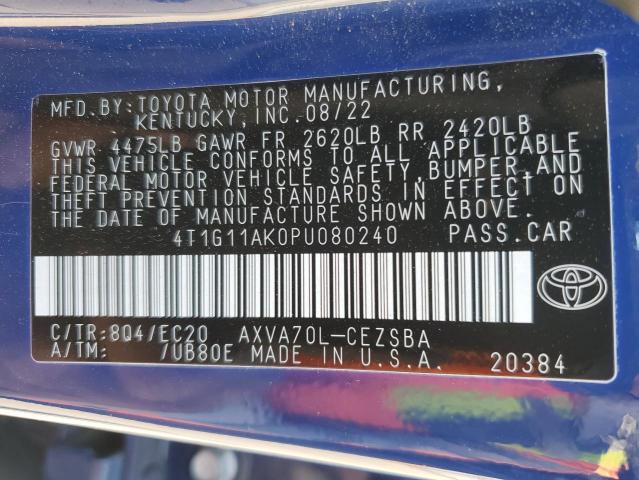 MFD.BY:TOYOTA MOTOR MANUFACTURING,
KENTUCKY,INC.08/22
GVWR 4475LB GAWR FR 2620LB RR 2420LB
THIS VEHICLE CONFORMS TO ALL APPLICABLE
FEDERAL MOTOR VEHICLE SAFETY,BUMPER,AND
THEFT PREVENTION STANDARDS IN EFFECT ON
THE DATE OF MANUFACTURE SHOWN ABOVE.
4T1G11AK0PU080240 PASS.CAR
C/TR:8Q4/EC20 AXVA70L-CEZSBA
A/TM: /UB80E MADE IN U.S.A. 20384